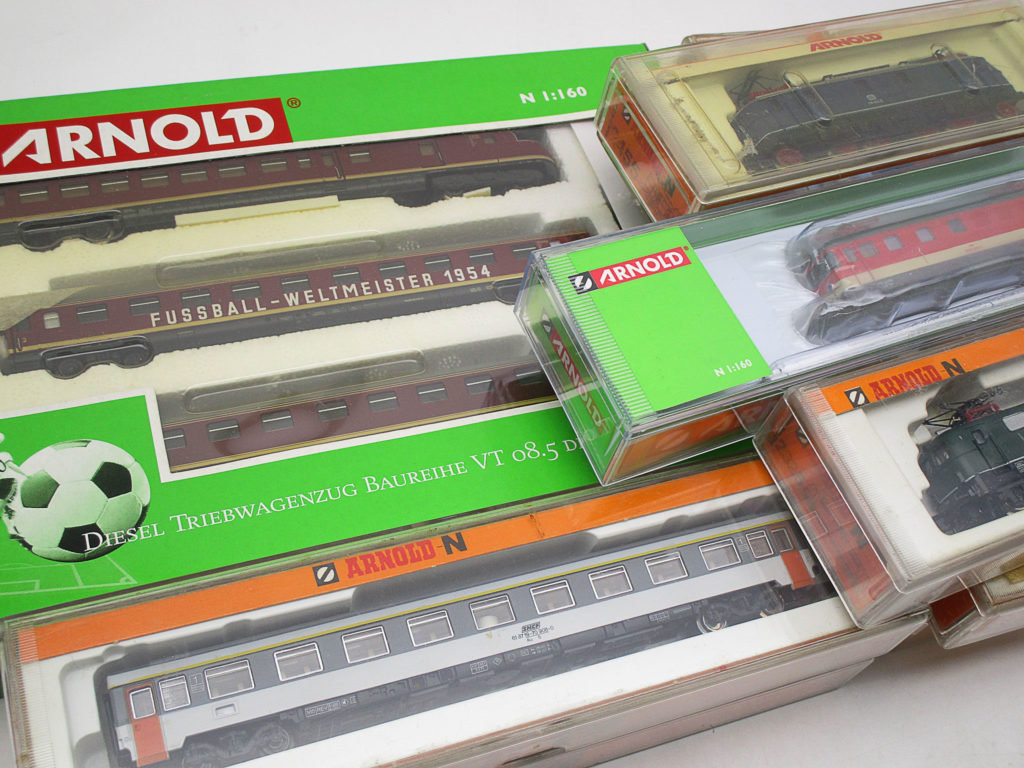 ARNOLD®
N 1:160
FUSSBALL-WELTMEISTER 1954
DIESEL TRIEBWAGENZUG BAUREIHE VT 08.5
ARNOLD
ARNOLD®
N 1:160
ARNOLD
ARNOLD N
ARNOLD-N
SNCF